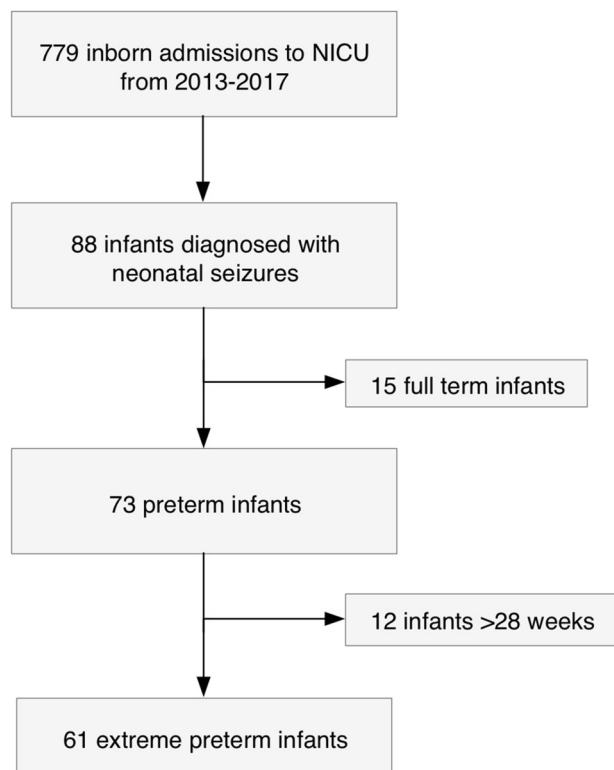 779 inborn admissions to NICU
from 2013-2017
88 infants diagnosed with
neonatal seizures
15 full term infants
73 preterm infants
12 infants >28 weeks
61 extreme preterm infants